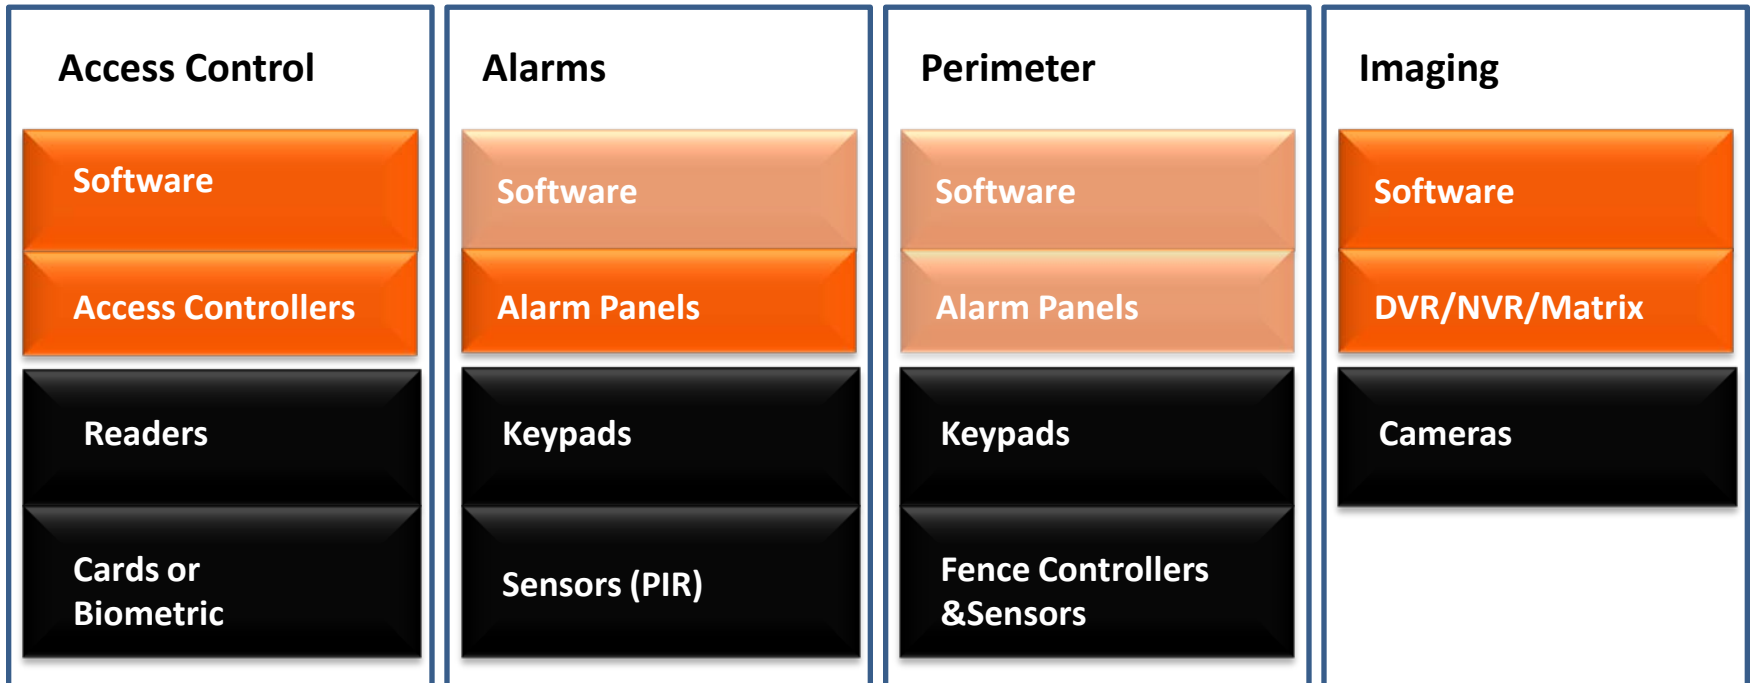 Access Control
Software
Access Controllers
Readers
Cards or
Biometric
Alarms
Software
Alarm Panels
Keypads
Sensors (PIR)
Perimeter
Software
Alarm Panels
Keypads
Fence Controllers
&Sensors
Imaging
Software
DVR/NVR/Matrix
Cameras